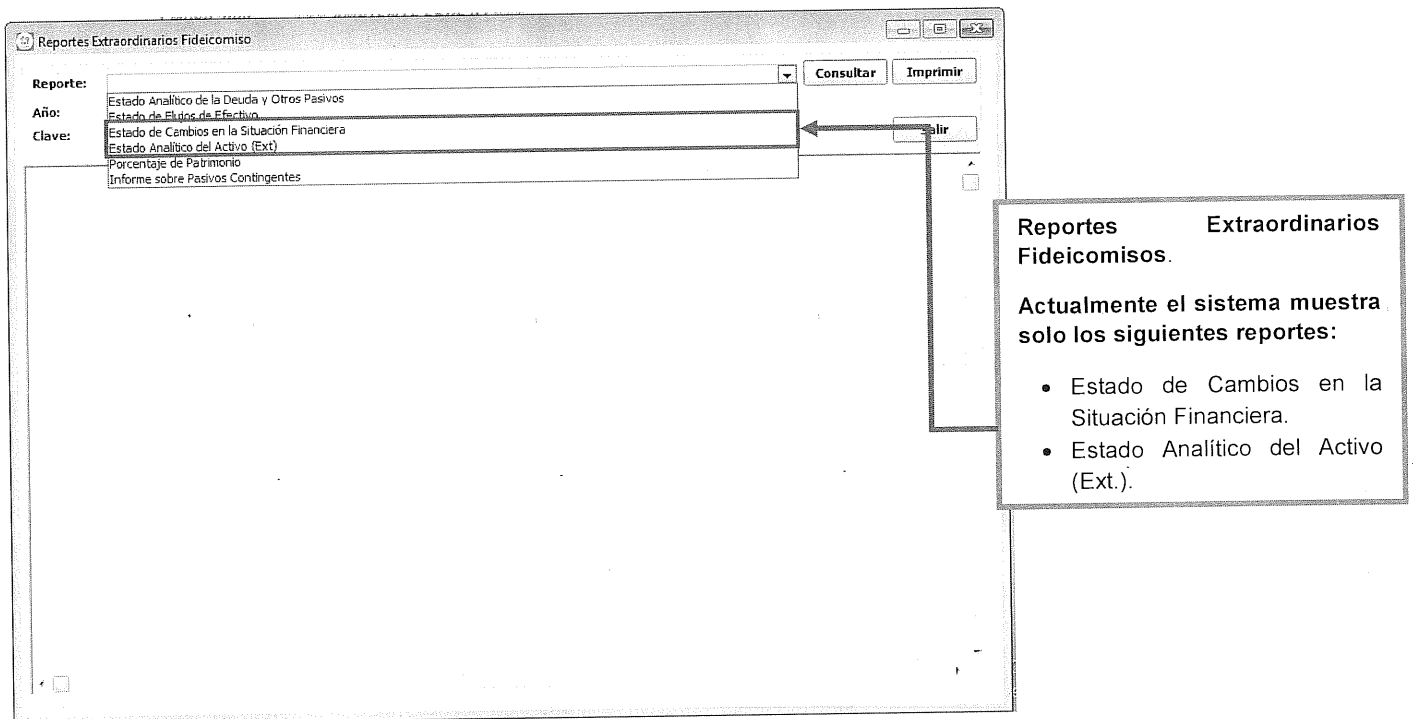 Reportes Extraordinarios Fideicomiso
Reporte:
Consultar
Imprimir
Año:
Clave:
Estado Analítico de la Deuda y Otros Pasivos
Estado de Flujos de Efectivo
Estado de Cambios en la Situación Financiera
Estado Analítico del Activo (Ext)
Porcentaje de Patrimonio
Informe sobre Pasivos Contingentes
Salir
Reportes Extraordinarios
Fideicomisos.
Actualmente el sistema muestra
solo los siguientes reportes:
• Estado de Cambios en la
Situación Financiera.
• Estado Analítico del Activo
(Ext.).